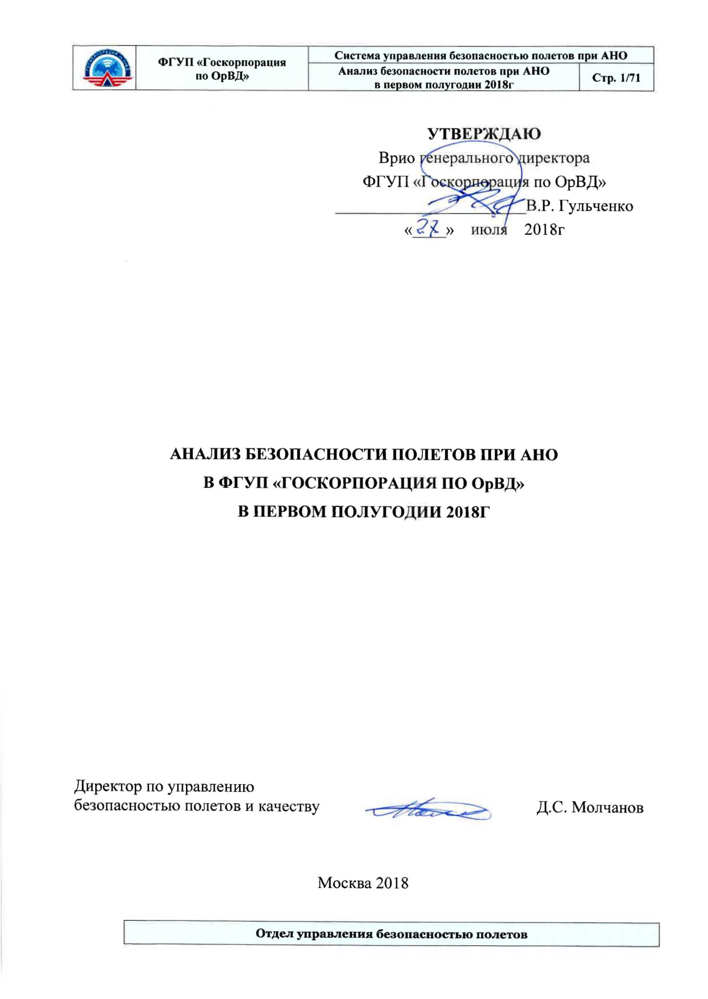 ФГУП «Госкорпорация
по ОрВД»
Система управления безопасностью полетов при АНО
Анализ безопасности полетов при АНО
в первом полугодии 2018г
Стр. 1/71
УТВЕРЖДАЮ
Врио генерального директора
ФГУП «Госкорпорация по ОрВД»
В.Р. Гульченко
«27» июля 2018г
АНАЛИЗ БЕЗОПАСНОСТИ ПОЛЕТОВ ПРИ АНО
В ФГУП «ГОСКОРПОРАЦИЯ ПО ОрВД»
В ПЕРВОМ ПОЛУГОДИИ 2018Г
Директор по управлению
безопасностью полетов и качеству
Д.С. Молчанов
Москва 2018
Отдел управления безопасностью полетов